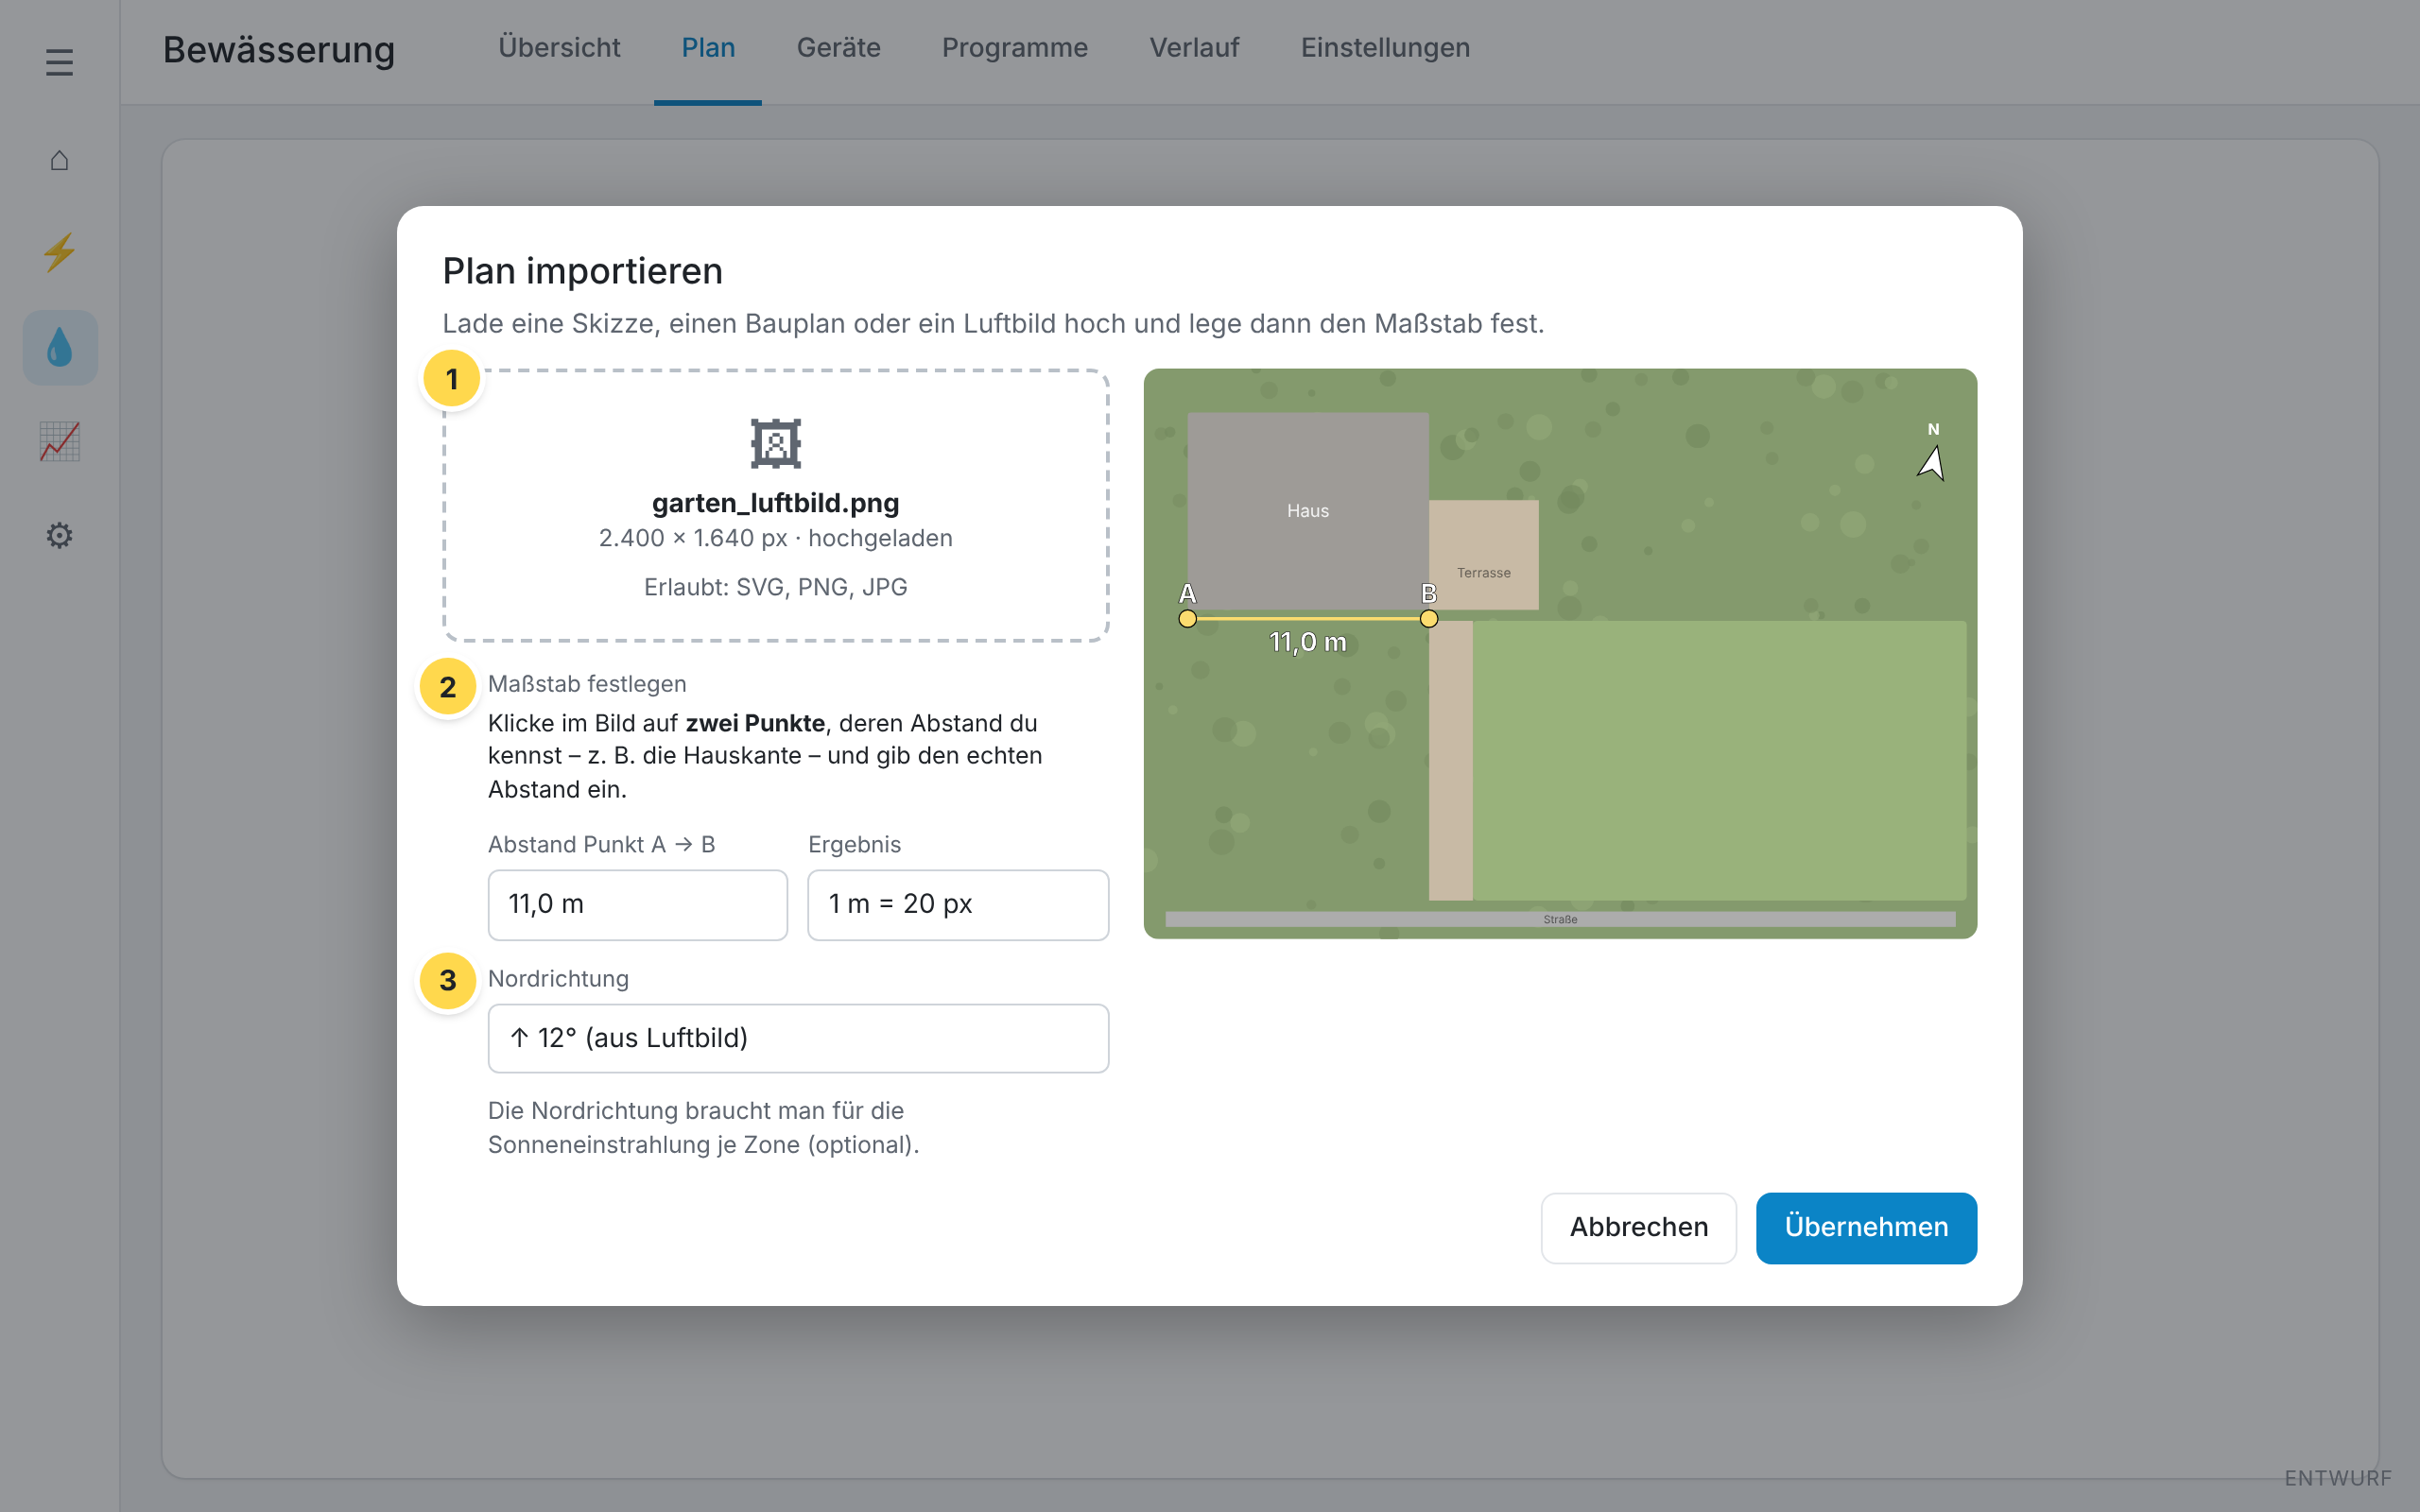 Bewässerung
Übersicht
Plan
Geräte
Programme
Verlauf
Einstellungen
Plan importieren
Lade eine Skizze, einen Bauplan oder ein Luftbild hoch und lege dann den Maßstab fest.
1
garten_luftbild.png
2.400 × 1.640 px · hochgeladen
Erlaubt: SVG, PNG, JPG
2
Maßstab festlegen
Klicke im Bild auf zwei Punkte, deren Abstand du
kennst – z. B. die Hauskante – und gib den echten
Abstand ein.
Abstand Punkt A → B
11,0 m
Ergebnis
1 m = 20 px
3
Nordrichtung
↑ 12° (aus Luftbild)
Die Nordrichtung braucht man für die
Sonneneinstrahlung je Zone (optional).
N
Haus
Terrasse
A
B
11,0 m
Straße
Abbrechen
Übernehmen
ENTWURF